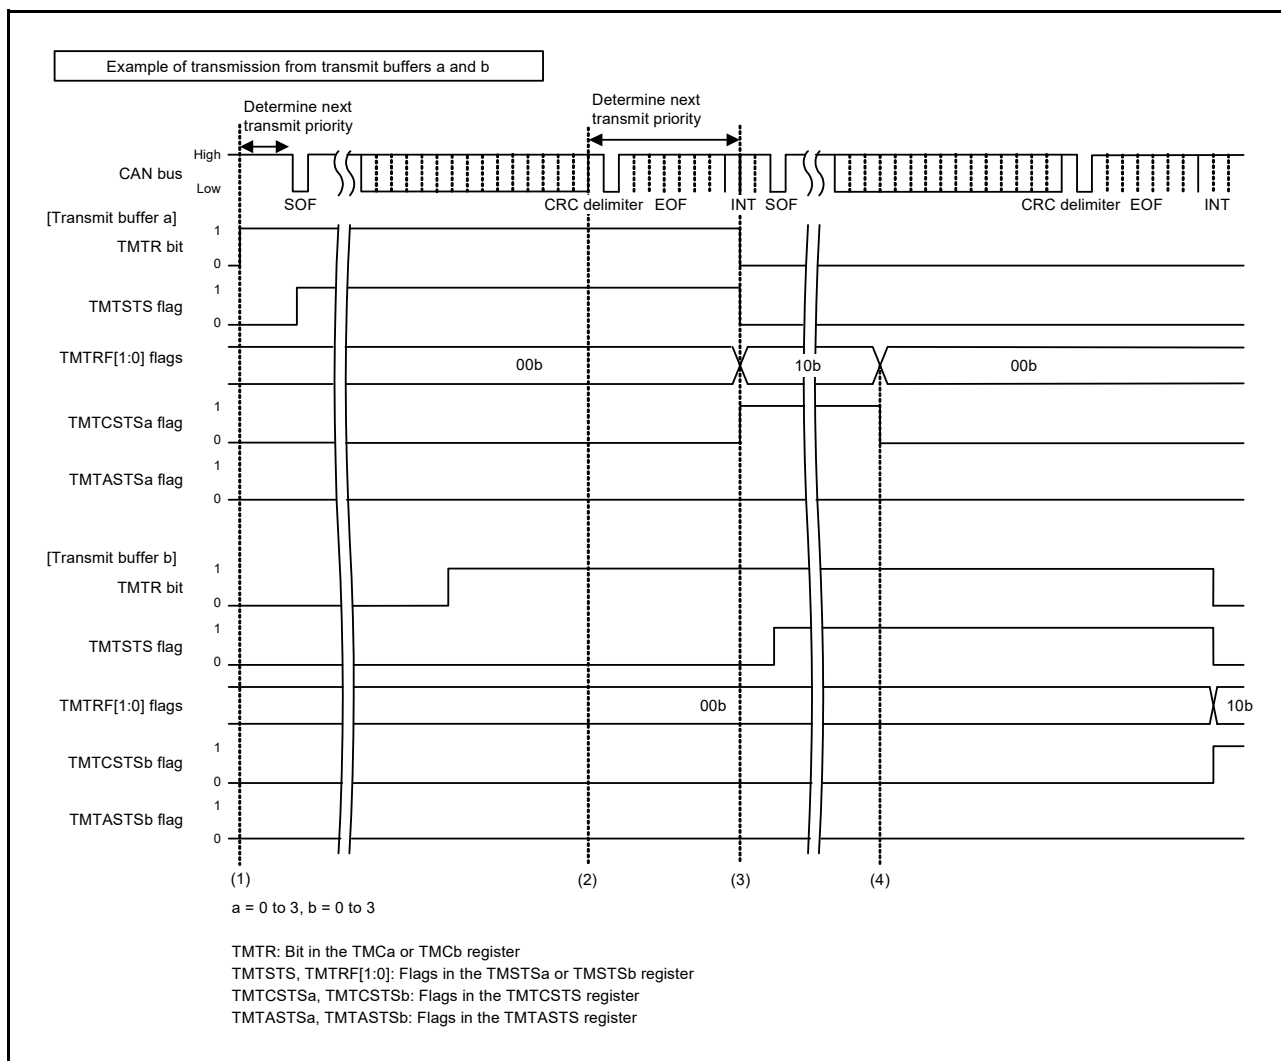 Example of transmission from transmit buffers a and b
Determine next
transmit priority
Determine next
transmit priority
High
CAN bus
Low
SOF
CRC delimiter
EOF
INT
SOF
CRC delimiter
EOF
INT
[Transmit buffer a]
1
TMTR bit
0
1
TMTSTS flag
0
TMTRF[1:0] flags
00b
10b
00b
1
TMTCSTSa flag
0
1
TMTASTSa flag
0
[Transmit buffer b]
1
TMTR bit
0
1
TMTSTS flag
0
TMTRF[1:0] flags
00b
10b
1
TMTCSTSb flag
0
1
TMTASTSb flag
0
(1)
(2)
(3)
(4)
a = 0 to 3, b = 0 to 3
TMTR: Bit in the TMCa or TMCb register
TMTSTS, TMTRF[1:0]: Flags in the TMSTSa or TMSTSb register
TMTCSTSa, TMTCSTSb: Flags in the TMTCSTS register
TMTASTSa, TMTASTSb: Flags in the TMTASTS register